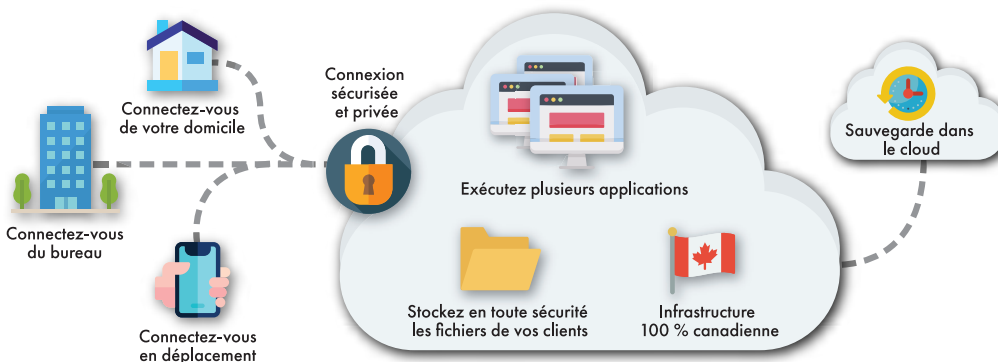 Connectez-vous
de votre domicile
Connectez-vous
du bureau
Connectez-vous
en déplacement
Connexion
sécurisée
et privée
Exécutez plusieurs applications
Stockez en toute sécurité
les fichiers de vos clients
Infrastructure
100 % canadienne
Sauvegarde dans
le cloud